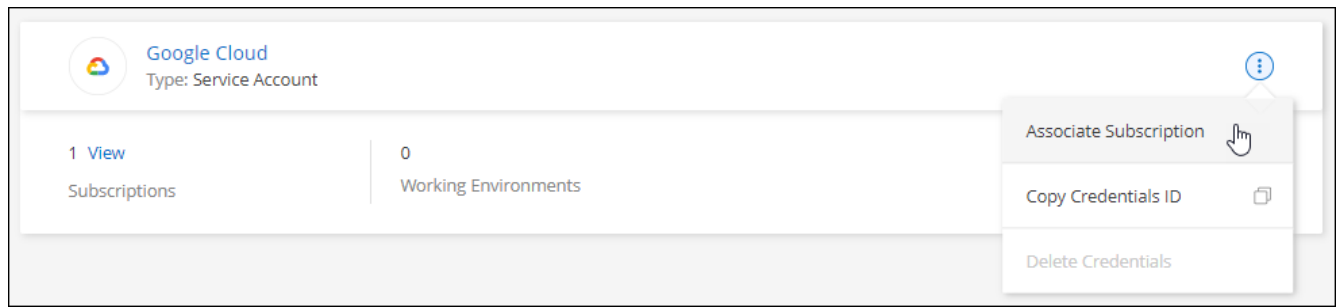 Google Cloud
Type: Service Account
Associate Subscription
1 View
0
Subscriptions
Working Environments
Copy Credentials ID
Delete Credentials